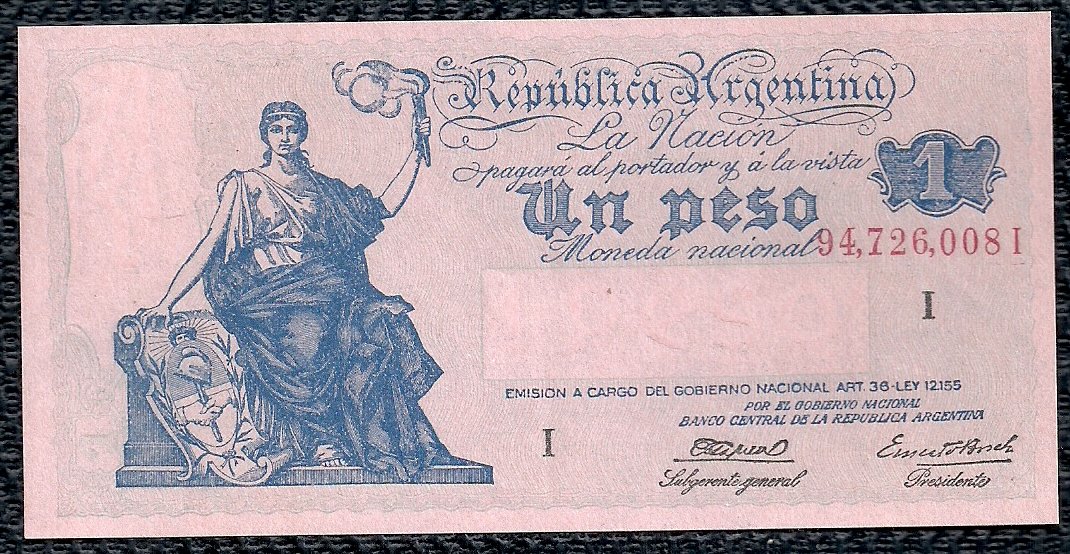 República Argentina
La Nación
pagará al portador y á la vista
1
Un peso
Moneda nacional 94,726,008 I
I
EMISION A CARGO DEL GOBIERNO NACIONAL ART. 36-LEY 12.155
POR EL GOBIERNO NACIONAL
BANCO CENTRAL DE LA REPUBLICA ARGENTINA
I
Ernesto Bosch
Subgerente general Presidente